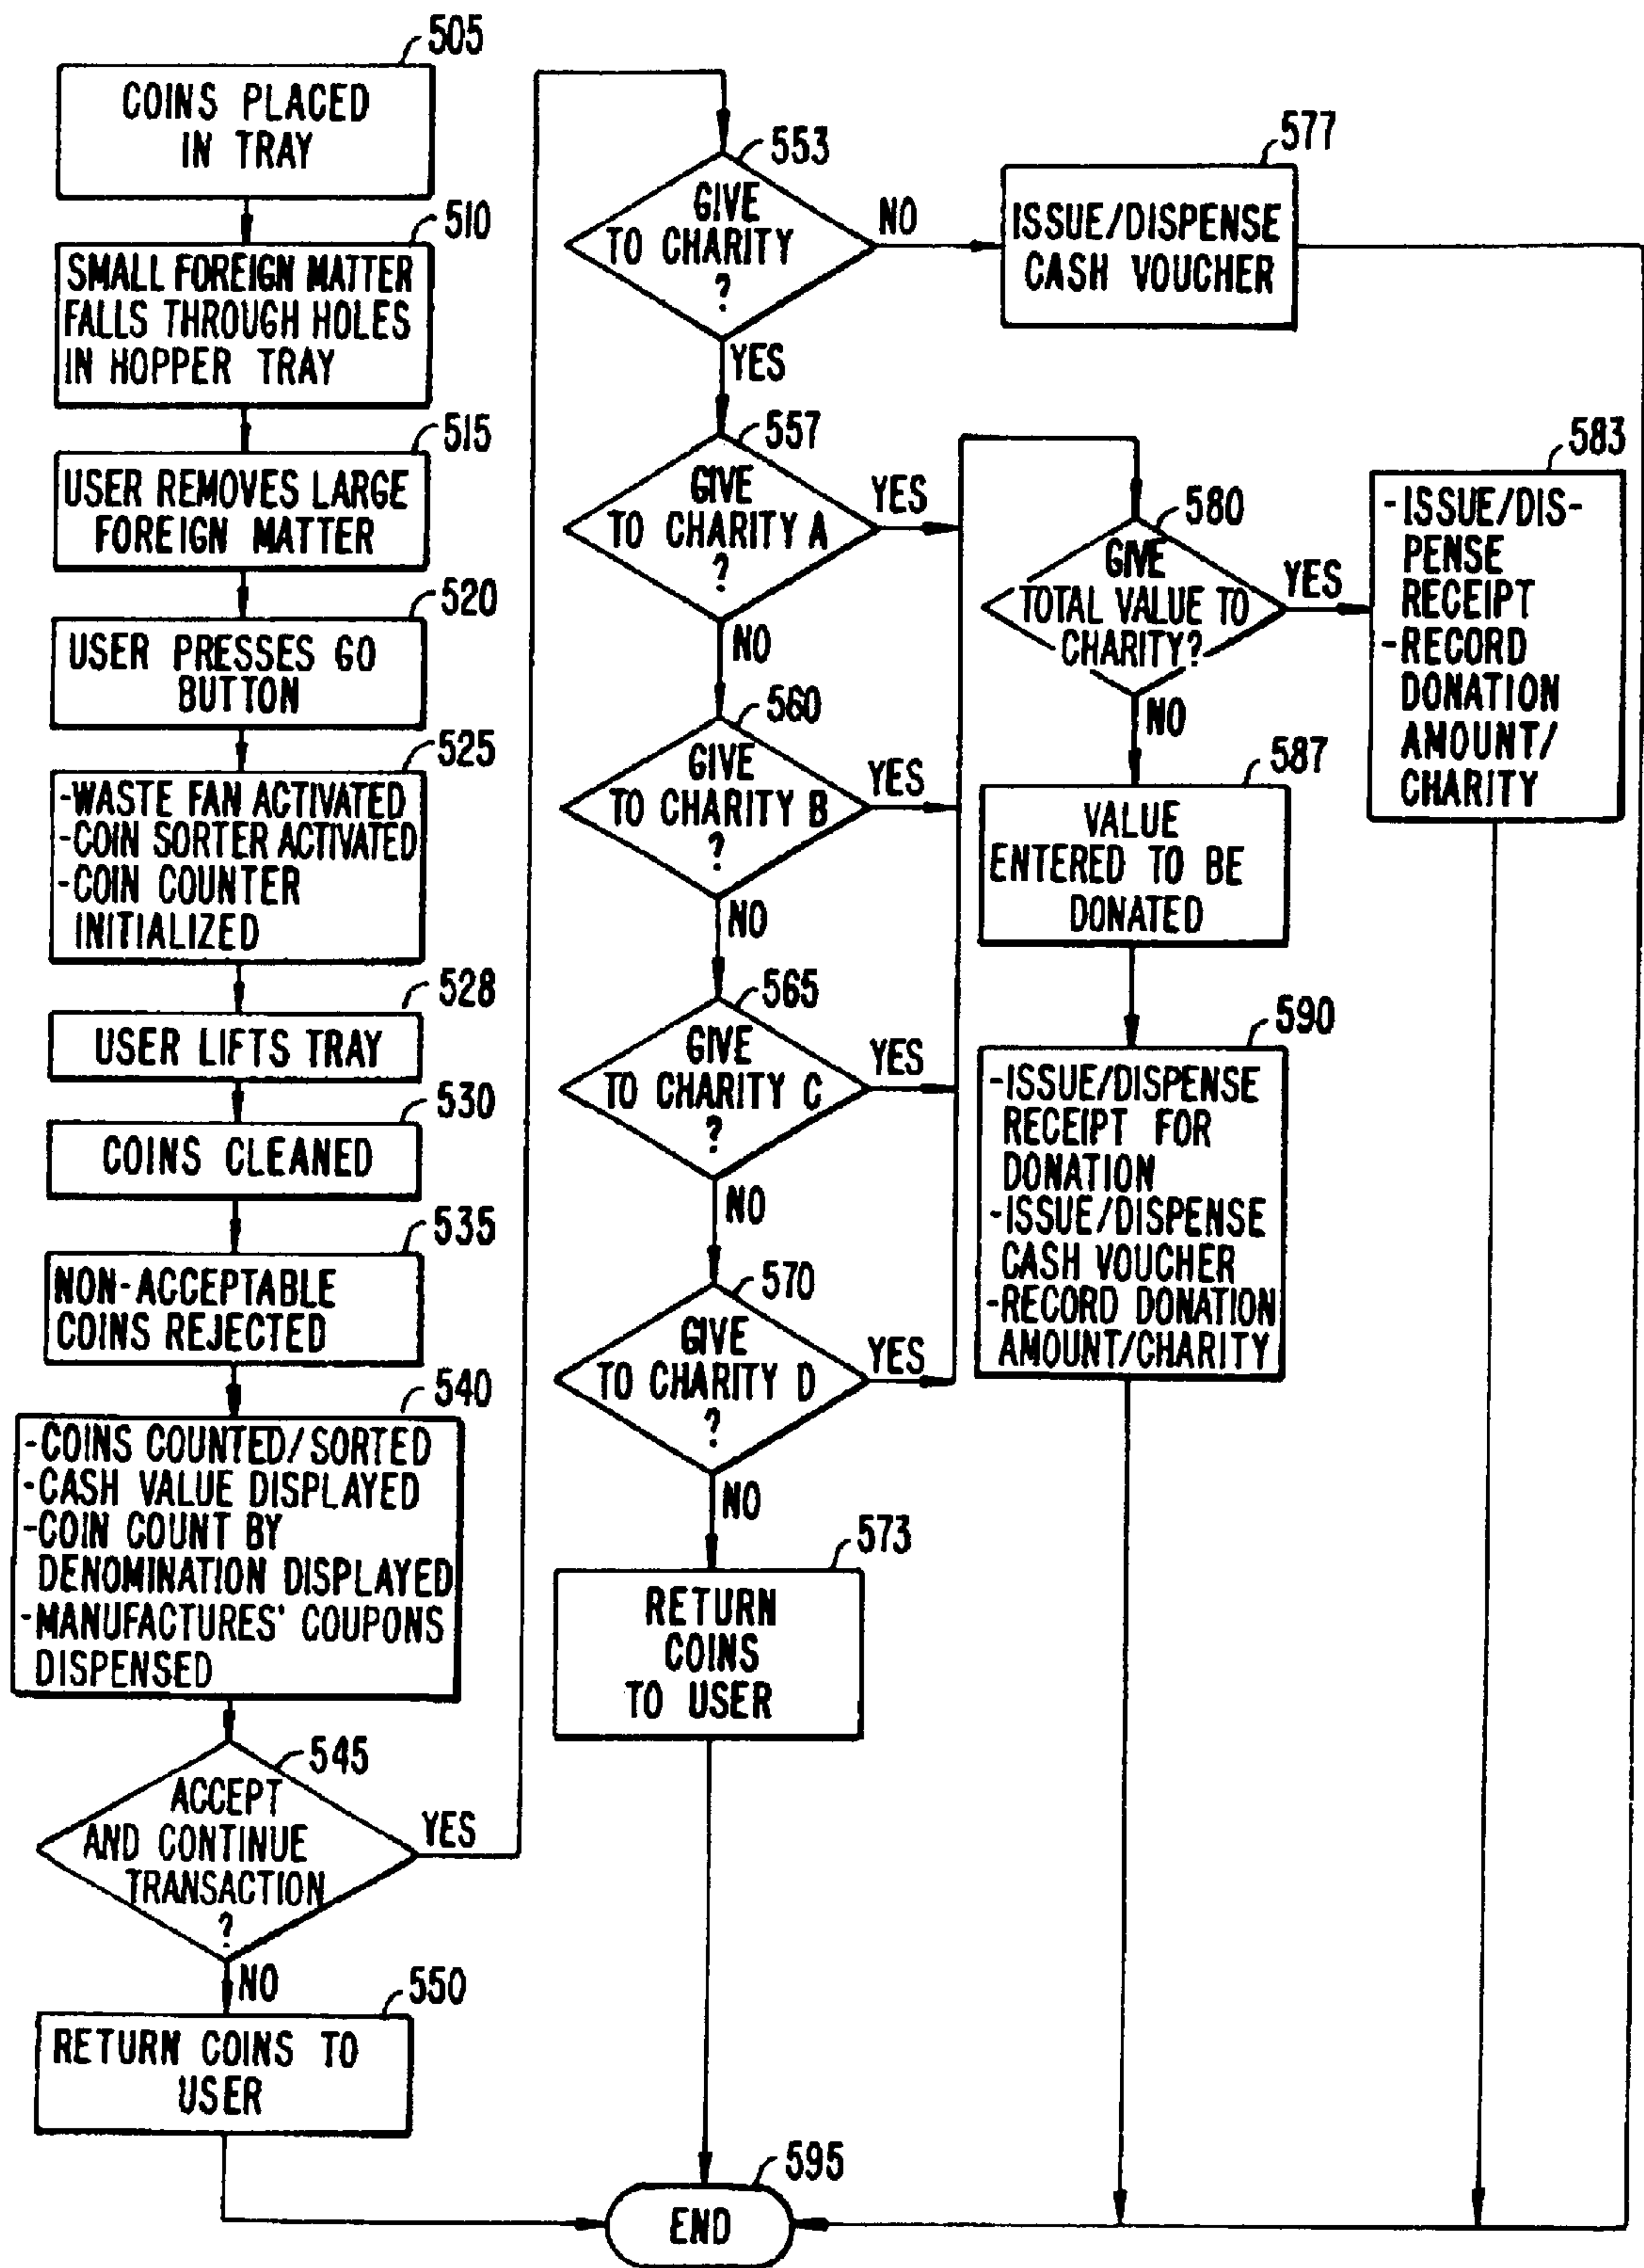 505
COINS PLACED
IN TRAY
510
SMALL FOREIGN MATTER
FALLS THROUGH HOLES
IN HOPPER TRAY
515
USER REMOVES LARGE
FOREIGN MATTER
520
USER PRESSES GO
BUTTON
525
-WASTE FAN ACTIVATED
-COIN SORTER ACTIVATED
-COIN COUNTER
INITIALIZED
528
USER LIFTS TRAY
530
COINS CLEANED
535
NON-ACCEPTABLE
COINS REJECTED
540
-COINS COUNTED/SORTED
-CASH VALUE DISPLAYED
-COIN COUNT BY
DENOMINATION DISPLAYED
-MANUFACTURES' COUPONS
DISPENSED
545
ACCEPT
AND CONTINUE
TRANSACTION
?
YES
NO
550
RETURN COINS TO
USER
553
GIVE
TO CHARITY
?
NO
YES
557
GIVE
TO CHARITY A
?
YES
NO
560
GIVE
TO CHARITY B
?
YES
NO
565
GIVE
TO CHARITY C
?
YES
NO
570
GIVE
TO CHARITY D
?
YES
NO
573
RETURN
COINS
TO USER
577
ISSUE/DISPENSE
CASH VOUCHER
580
GIVE
TOTAL VALUE TO
CHARITY?
YES
NO
583
-ISSUE/DIS-
PENSE
RECEIPT
-RECORD
DONATION
AMOUNT/
CHARITY
587
VALUE
ENTERED TO BE
DONATED
590
-ISSUE/DISPENSE
RECEIPT FOR
DONATION
-ISSUE/DISPENSE
CASH VOUCHER
-RECORD DONATION
AMOUNT/CHARITY
595
END